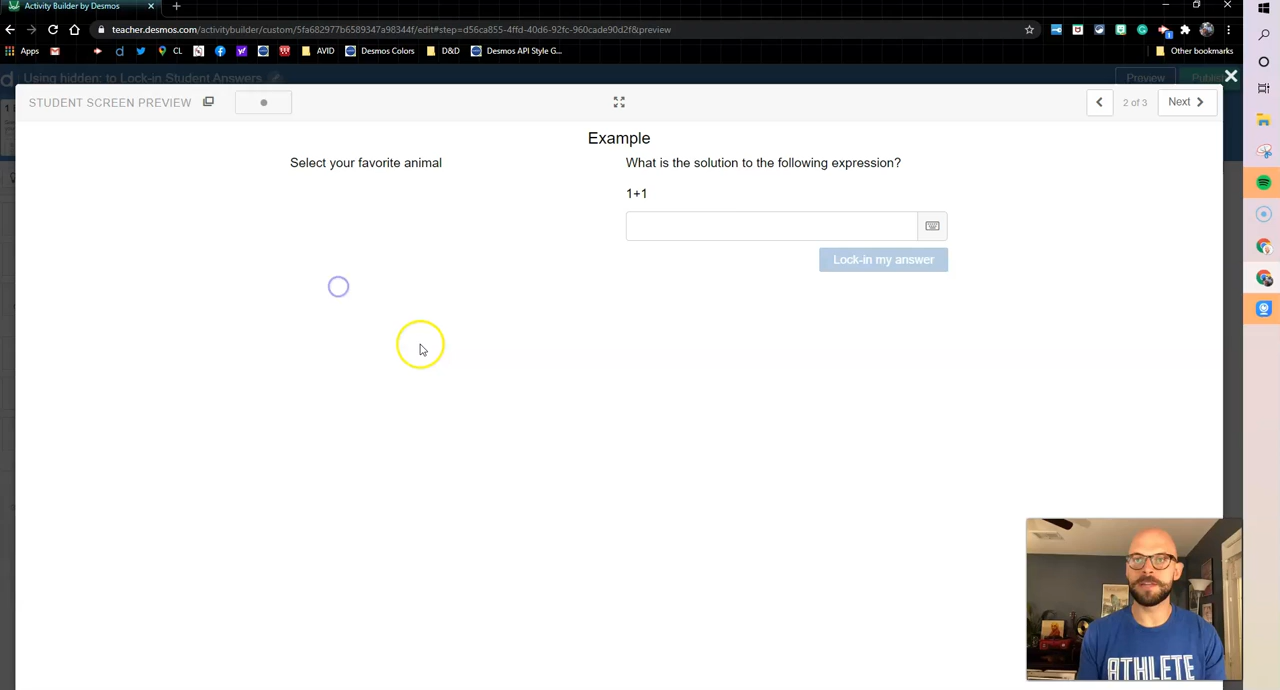 Activity Builder by Desmos
teacher.desmos.com/activitybuilder/custom/5fa682977b6589347a98344f/edit#step=d56ca855-4ffd-40d6-92fc-960cade90d2f&preview
Apps
CL
AVID
Desmos Colors
D&D
Desmos API Style G...
Other bookmarks
Using hidden: to Lock-in Student Answers
Preview
STUDENT SCREEN PREVIEW
2 of 3
Next
Example
Select your favorite animal
What is the solution to the following expression?
1+1
Lock-in my answer
ATHLETE